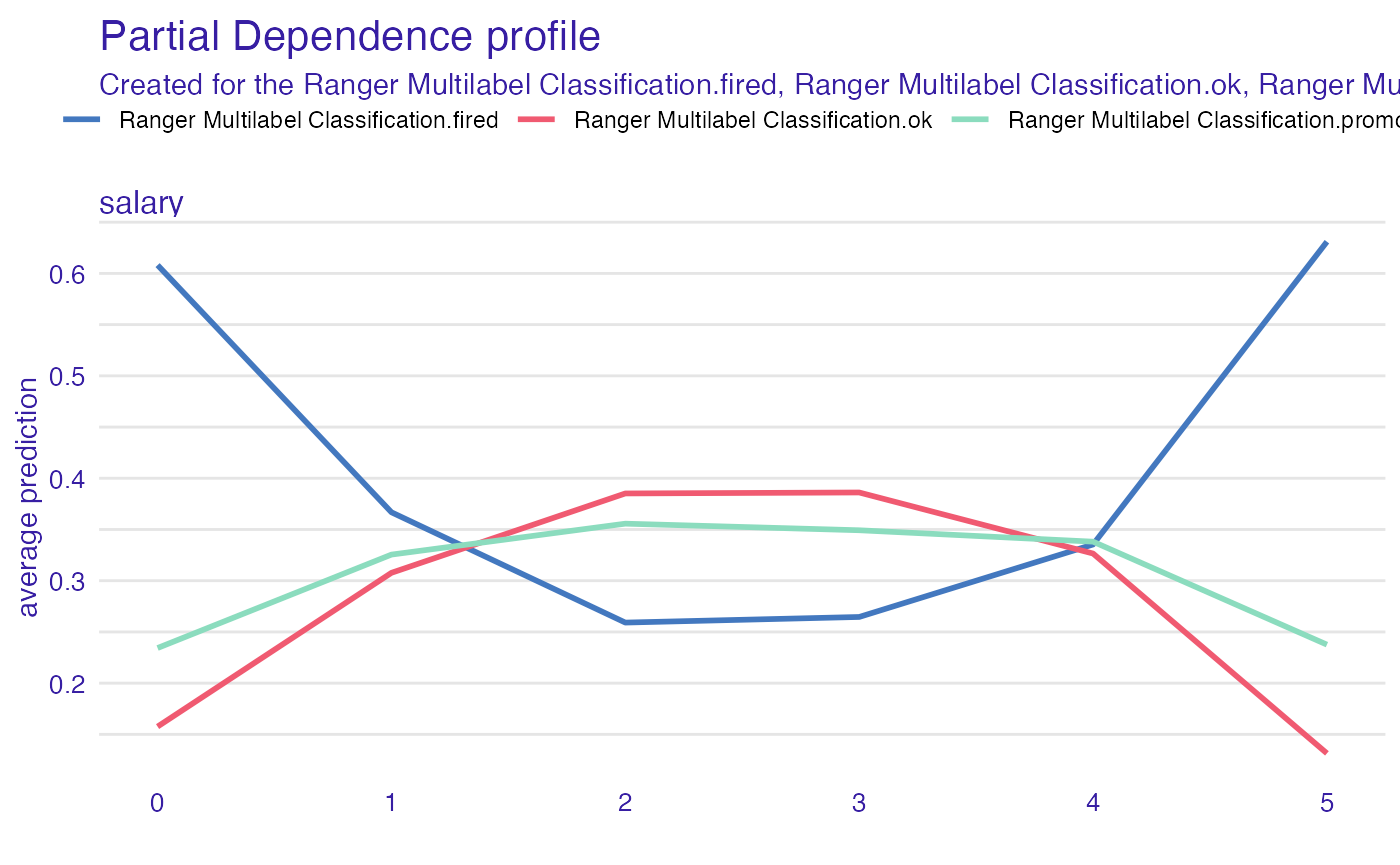 Partial Dependence profile
Created for the Ranger Multilabel Classification.fired, Ranger Multilabel Classification.ok, Ranger Mu
Ranger Multilabel Classification.fired Ranger Multilabel Classification.ok Ranger Multilabel Classification.promo
salary
0.6
0.5
0.4
0.3
0.2
average prediction
0 1 2 3 4 5